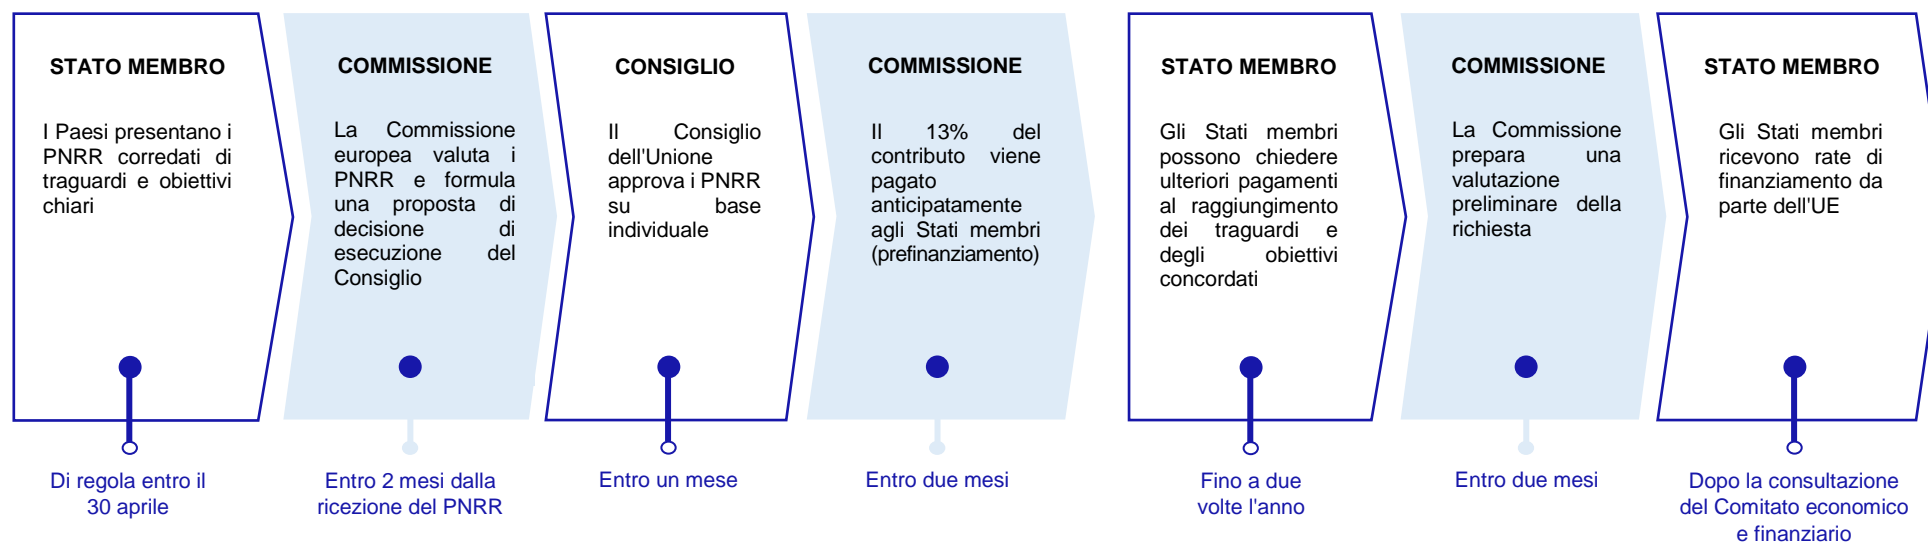 STATO MEMBRO
I Paesi presentano i
PNRR corredati di
traguardi e obiettivi
chiari
Di regola entro il
30 aprile
COMMISSIONE
La Commissione
europea valuta i
PNRR e formula
una proposta di
decisione di
esecuzione del
Consiglio
Entro 2 mesi dalla
ricezione del PNRR
CONSIGLIO
Il Consiglio
dell'Unione
approva i PNRR
su base
individuale
Entro un mese
COMMISSIONE
Il 13% del
contributo viene
pagato
anticipatamente
agli Stati membri
(prefinanziamento)
Entro due mesi
STATO MEMBRO
Gli Stati membri
possono chiedere
ulteriori pagamenti
al raggiungimento
dei traguardi e
degli obiettivi
concordati
Fino a due
volte l'anno
COMMISSIONE
La Commissione
prepara una
valutazione
preliminare della
richiesta
Entro due mesi
STATO MEMBRO
Gli Stati membri
ricevono rate di
finanziamento da
parte dell'UE
Dopo la consultazione
del Comitato economico
e finanziario